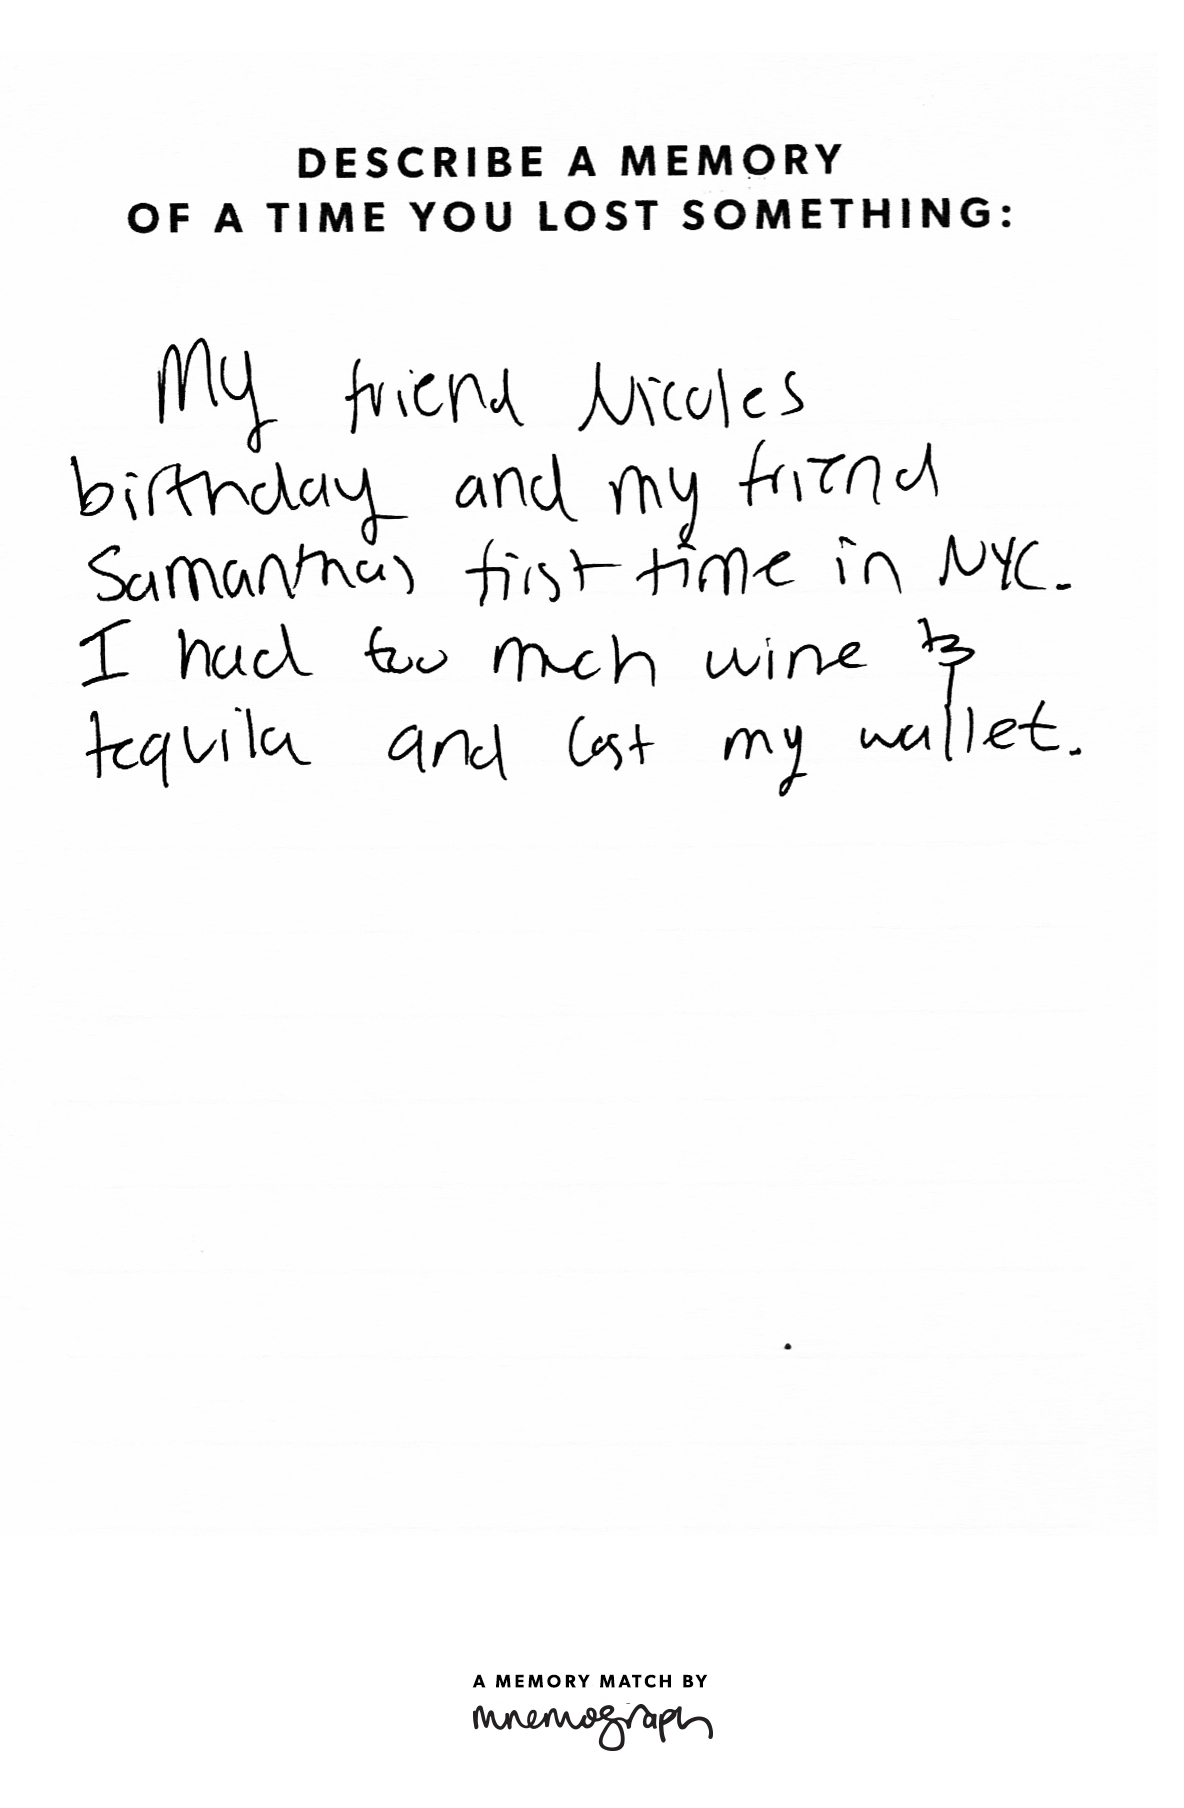 DESCRIBE A MEMORY
OF A TIME YOU LOST SOMETHING:
My friend Nicoles
birthday and my friend
Samanthas first time in NYC.
I had too much wine &
tequila and lost my wallet.
A MEMORY MATCH BY
mnemograph